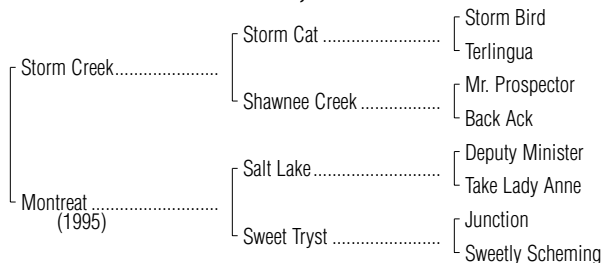 Storm Bird
Storm Cat ............................
Terlingua
Storm Creek.........................
Mr. Prospector
Shawnee Creek ...................
Back Ack
Deputy Minister
Salt Lake..............................
Take Lady Anne
Montreat ..............................
(1995)
Junction
Sweet Tryst ..........................
Sweetly Scheming